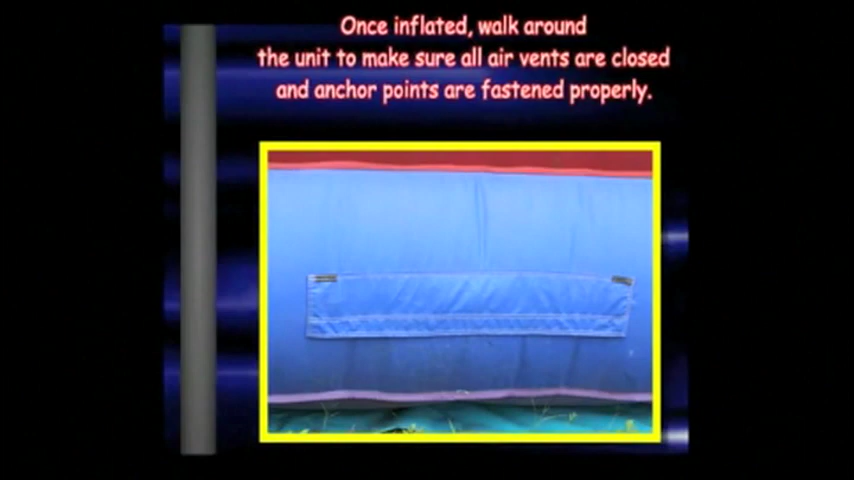 Once inflated, walk around
the unit to make sure all air vents are closed
and anchor points are fastened properly.